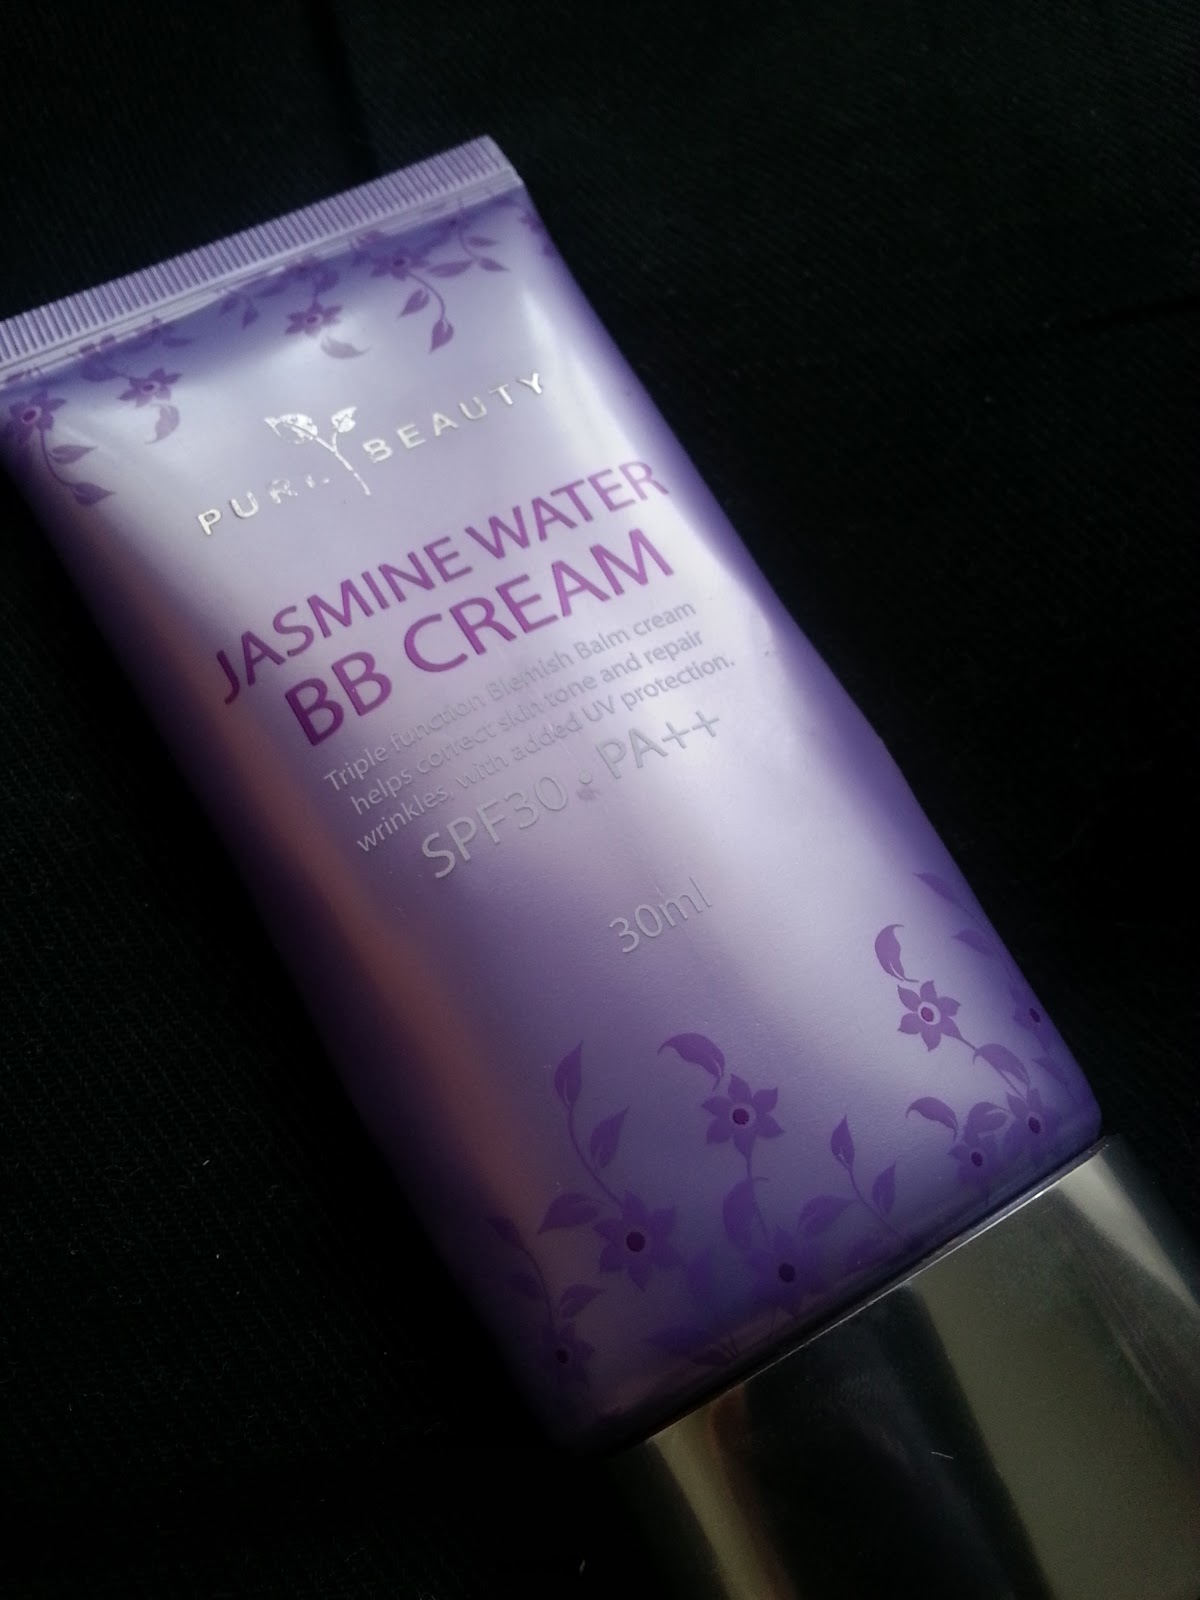 PURE BEAUTY
JASMINE WATER
BB CREAM
Triple function Blemish Balm cream
helps correct skin tone and repair
wrinkles, with added UV protection.
SPF30 • PA++
30ml